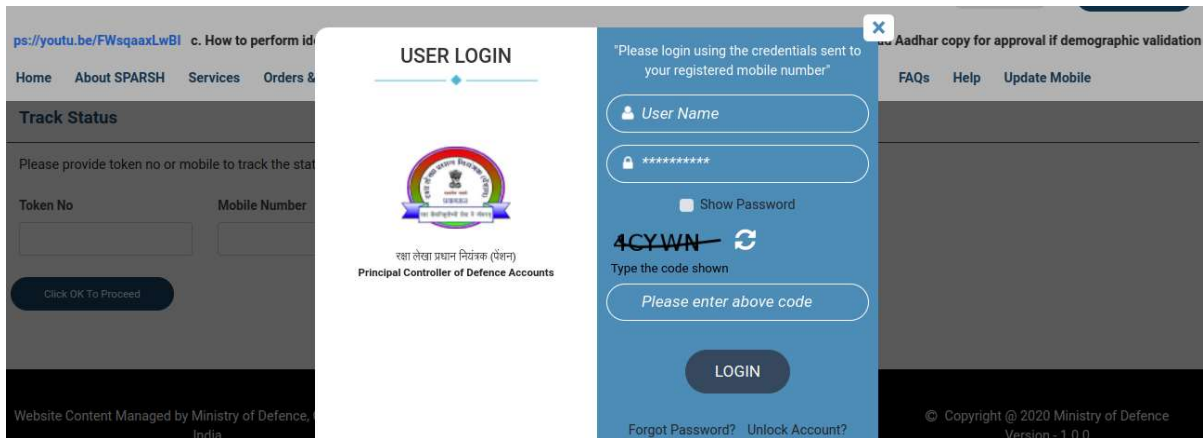 ps://youtu.be/FWsqaaxLwBI c. How to perform id
Aadhar copy for approval if demographic validation
Home About SPARSH Services Orders &
FAQs Help Update Mobile
Track Status
Please provide token no or mobile to track the stat
Token No Mobile Number
Click OK To Proceed
Website Content Managed by Ministry of Defence,
India
USER LOGIN
रक्षा लेखा प्रधान नियंत्रक (पेंशन)
Principal Controller of Defence Accounts
"Please login using the credentials sent to
your registered mobile number"
User Name
**********
Show Password
4CYWN
Type the code shown
Please enter above code
LOGIN
Forgot Password? Unlock Account?
© Copyright @ 2020 Ministry of Defence
Version - 1.0.0